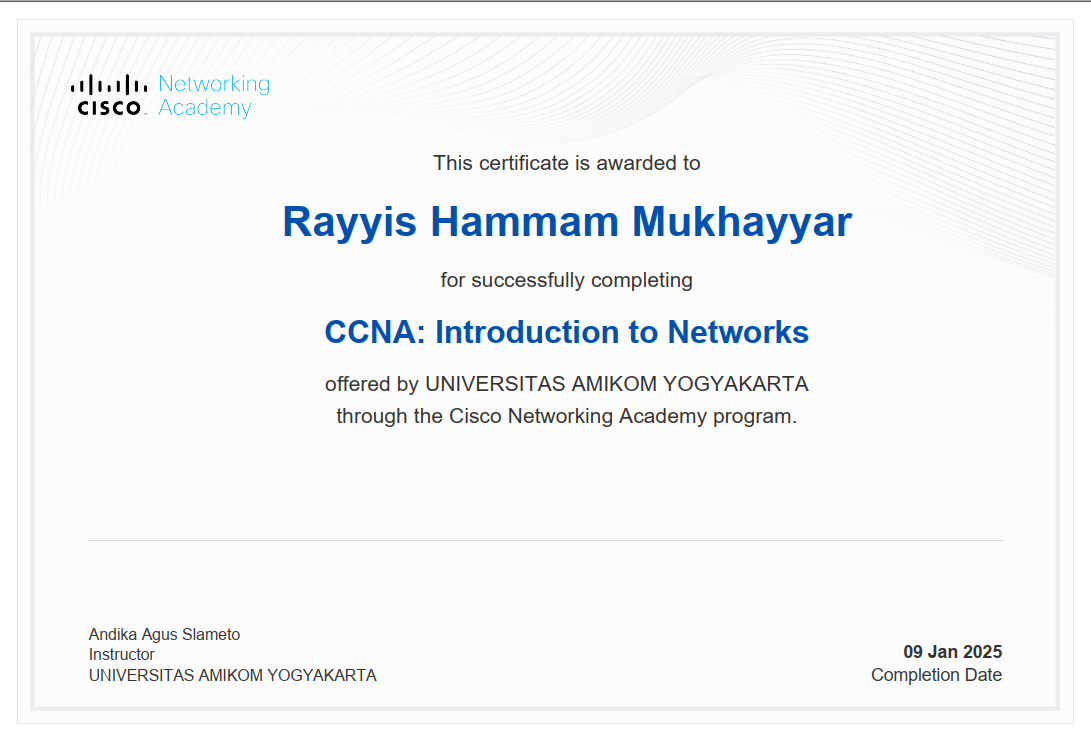 Networking
CISCO Academy
This certificate is awarded to
Rayyis Hammam Mukhayyar
for successfully completing
CCNA: Introduction to Networks
offered by UNIVERSITAS AMIKOM YOGYAKARTA
through the Cisco Networking Academy program.
Andika Agus Slameto
Instructor
UNIVERSITAS AMIKOM YOGYAKARTA
09 Jan 2025
Completion Date